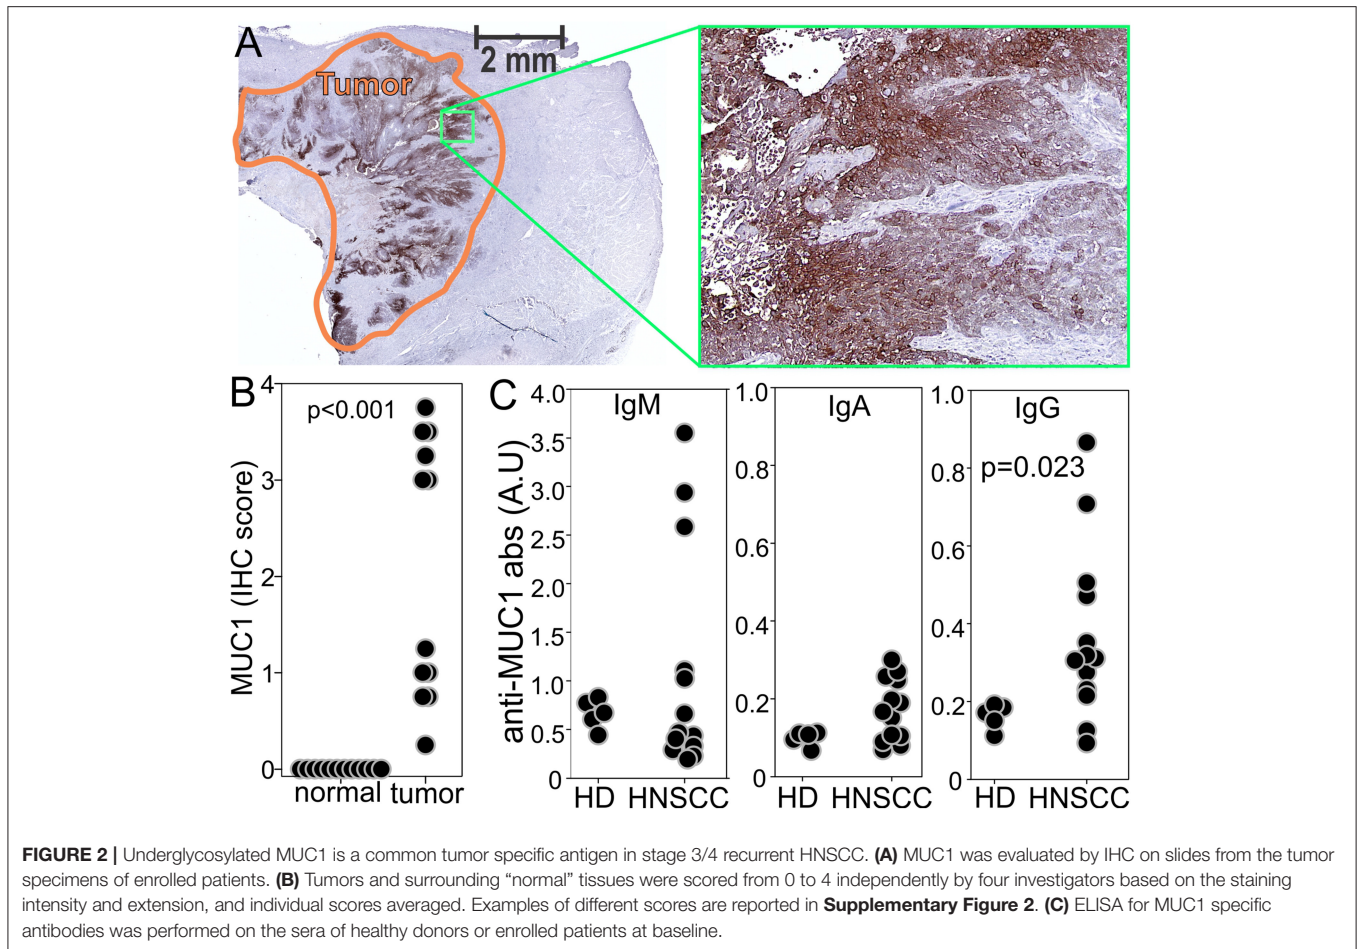 A
Tumor
2 mm
B
4
3
2
1
0
MUC1 (IHC score)
p<0.001
normal tumor
C
anti-MUC1 abs (A.U)
4.0
3.5
3.0
2.5
2.0
1.5
1.0
0.5
0
IgM
HD HNSCC
1.0
0.8
0.6
0.4
0.2
0
IgA
HD HNSCC
1.0
0.8
0.6
0.4
0.2
0
IgG
p=0.023
HD HNSCC
FIGURE 2 | Underglycosylated MUC1 is a common tumor specific antigen in stage 3/4 recurrent HNSCC. (A) MUC1 was evaluated by IHC on slides from the tumor
specimens of enrolled patients. (B) Tumors and surrounding “normal” tissues were scored from 0 to 4 independently by four investigators based on the staining
intensity and extension, and individual scores averaged. Examples of different scores are reported in Supplementary Figure 2. (C) ELISA for MUC1 specific
antibodies was performed on the sera of healthy donors or enrolled patients at baseline.